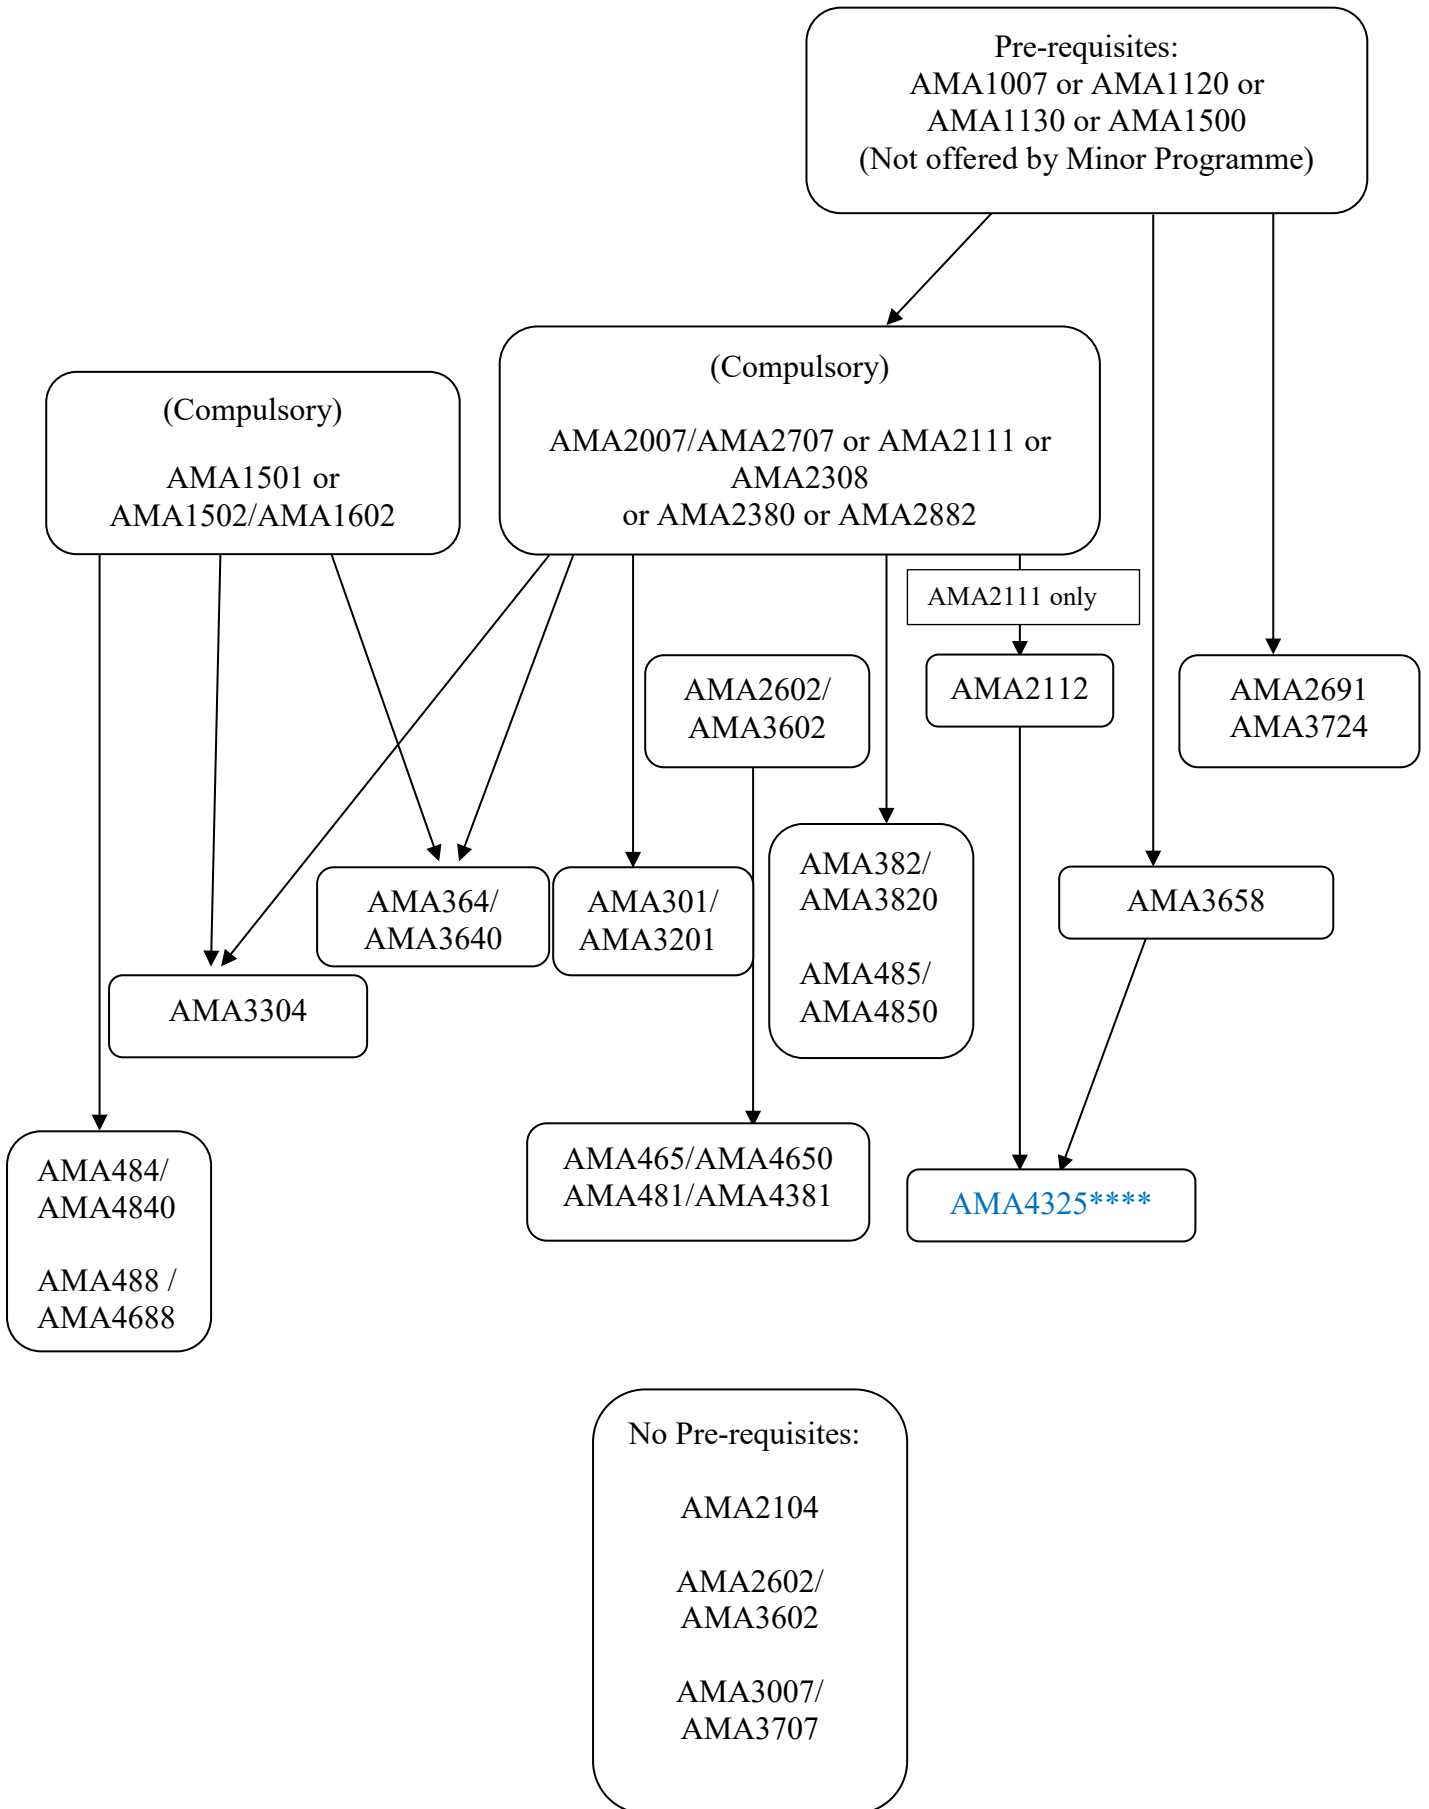 Pre-requisites:
AMA1007 or AMA1120 or
AMA1130 or AMA1500
(Not offered by Minor Programme)
(Compulsory)
AMA1501 or
AMA1502/AMA1602
(Compulsory)
AMA2007/AMA2707 or AMA2111 or
AMA2308
or AMA2380 or AMA2882
AMA2111 only
AMA2602/
AMA3602
AMA2112
AMA2691
AMA3724
AMA364/
AMA3640
AMA301/
AMA3201
AMA382/
AMA3820
AMA485/
AMA4850
AMA3658
AMA3304
AMA484/
AMA4840
AMA488 /
AMA4688
AMA465/AMA4650
AMA481/AMA4381
AMA4325****
No Pre-requisites:
AMA2104
AMA2602/
AMA3602
AMA3007/
AMA3707